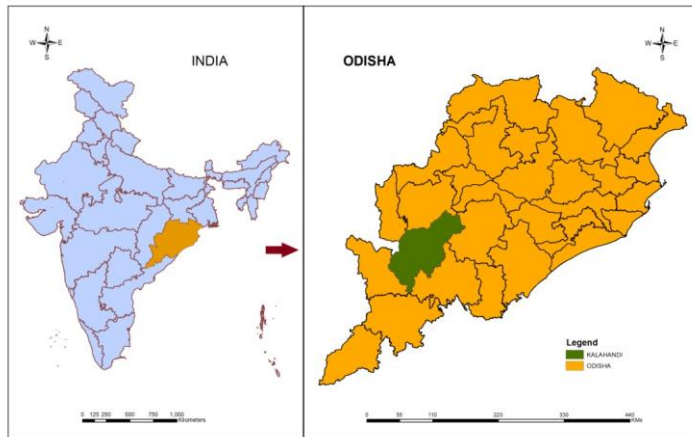 N
W E
S
INDIA
0 125 250 500 750 1,000
Kilometers
N
W E
S
ODISHA
Legend
KALAHANDI
ODISHA
0 55 110 220 330 440
KMs